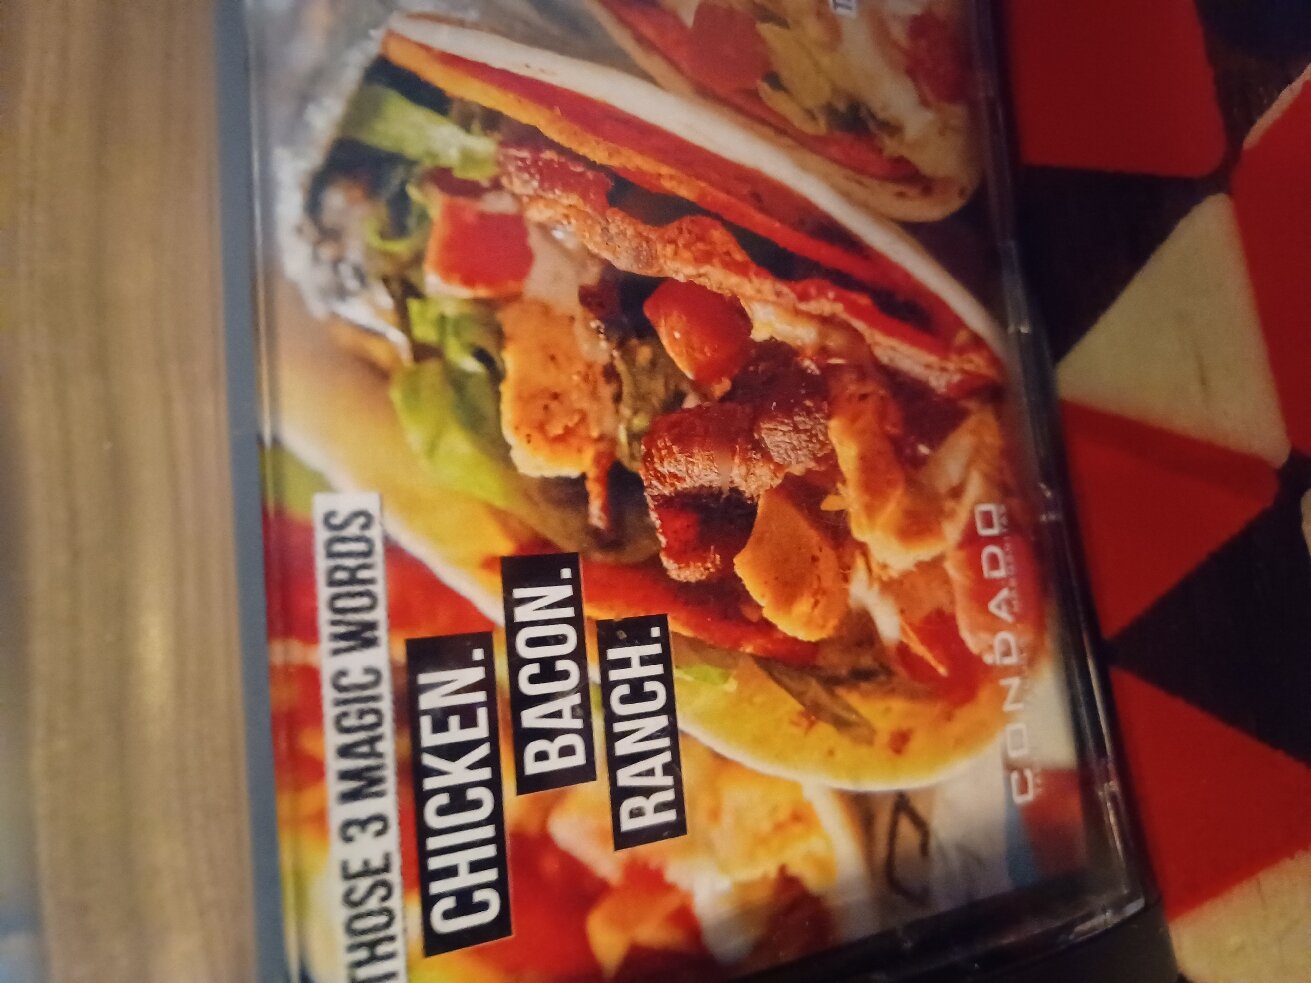 THOSE 3 MAGIC WORDS
CHICKEN.
BACON.
RANCH.
CONDADO